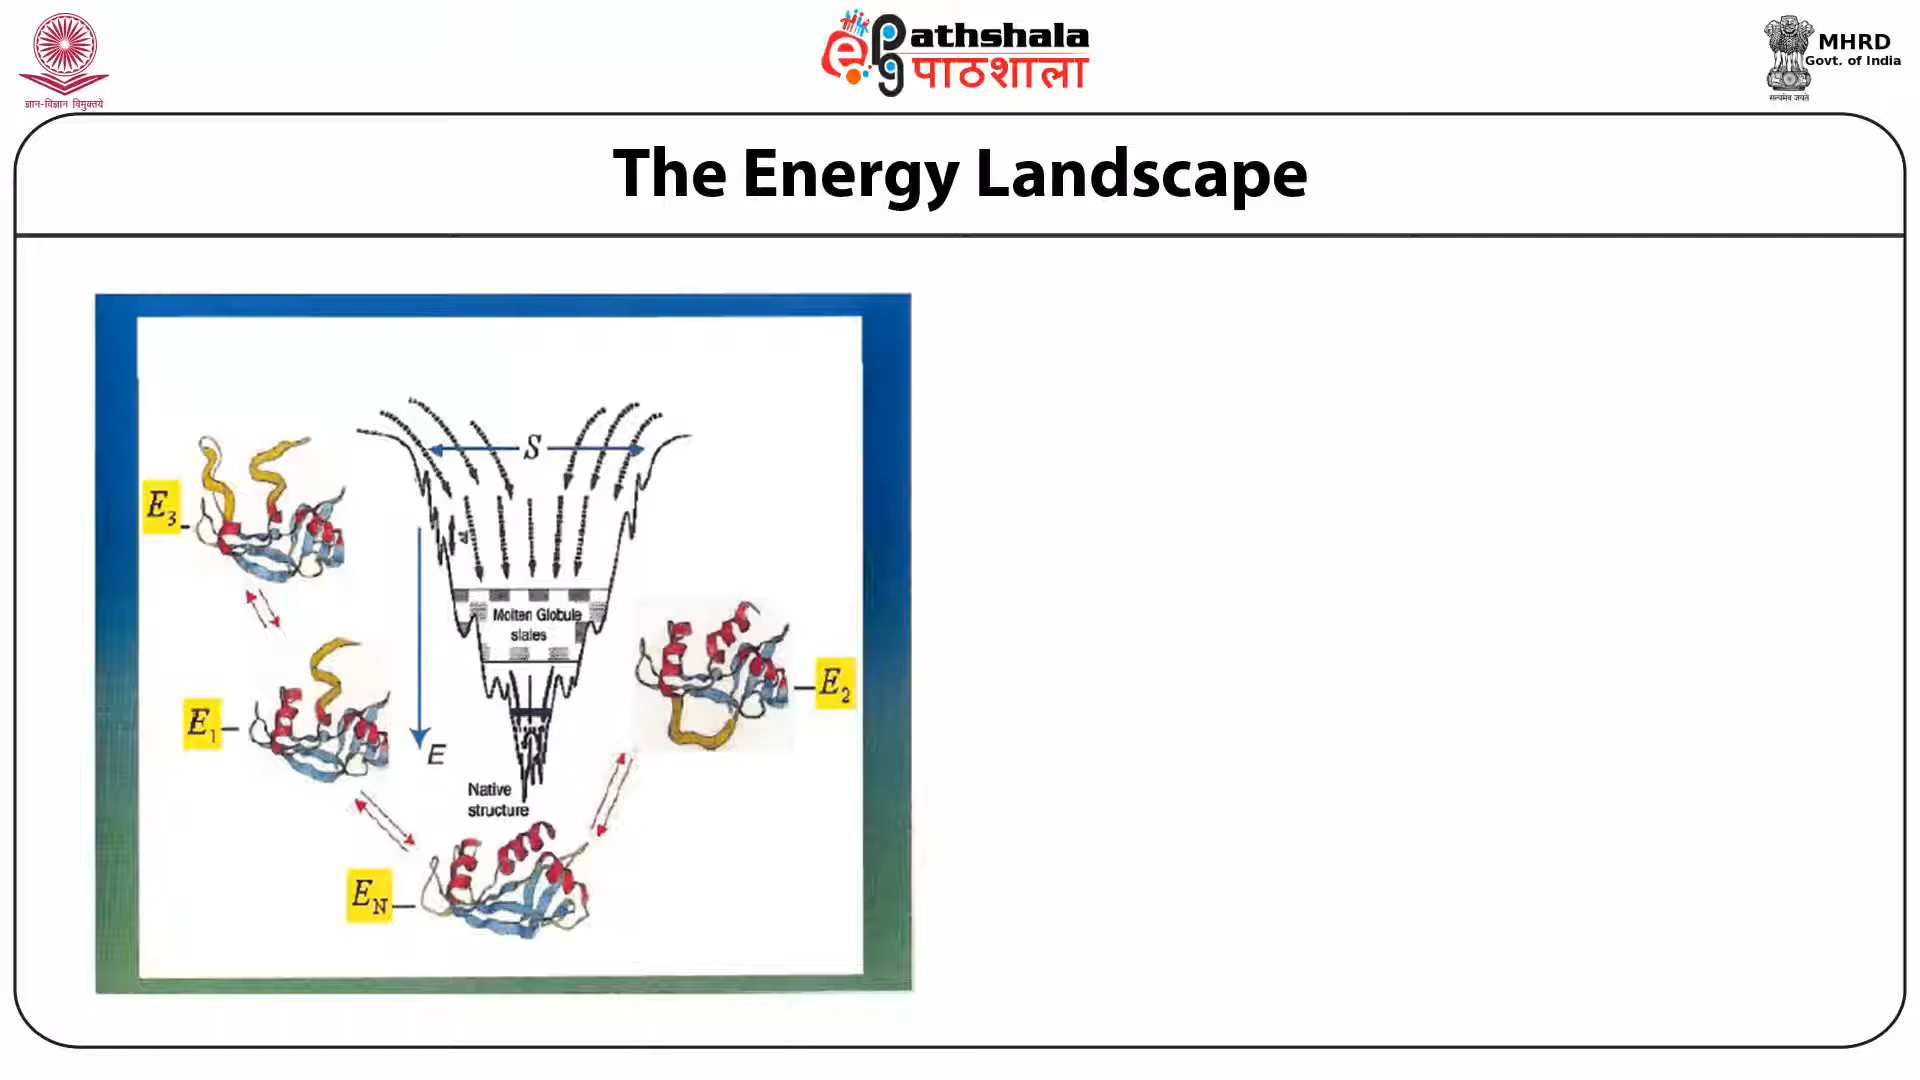 ज्ञान-विज्ञान विमुक्तये
ePathshala
पाठशाला
MHRD
Govt. of India
सत्यमेव जयते
The Energy Landscape
S
E3
Molten Globule
states
E2
E1
E
Native
structure
EN